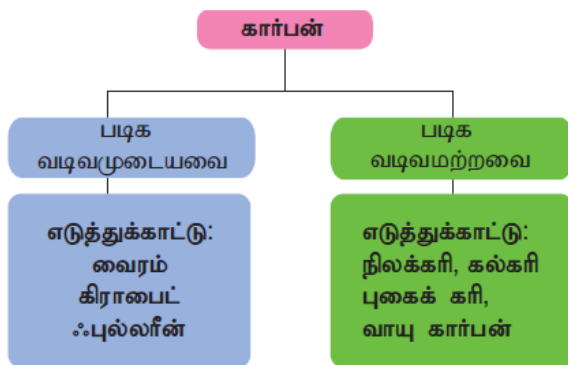 கார்பன்
படிக
வடிவமுடையவை
எடுத்துக்காட்டு:
வைரம்
கிராபைட்
ஃபுல்லரீன்
படிக
வடிவமற்றவை
எடுத்துக்காட்டு:
நிலக்கரி, கல்கரி
புகைக் கரி,
வாயு கார்பன்